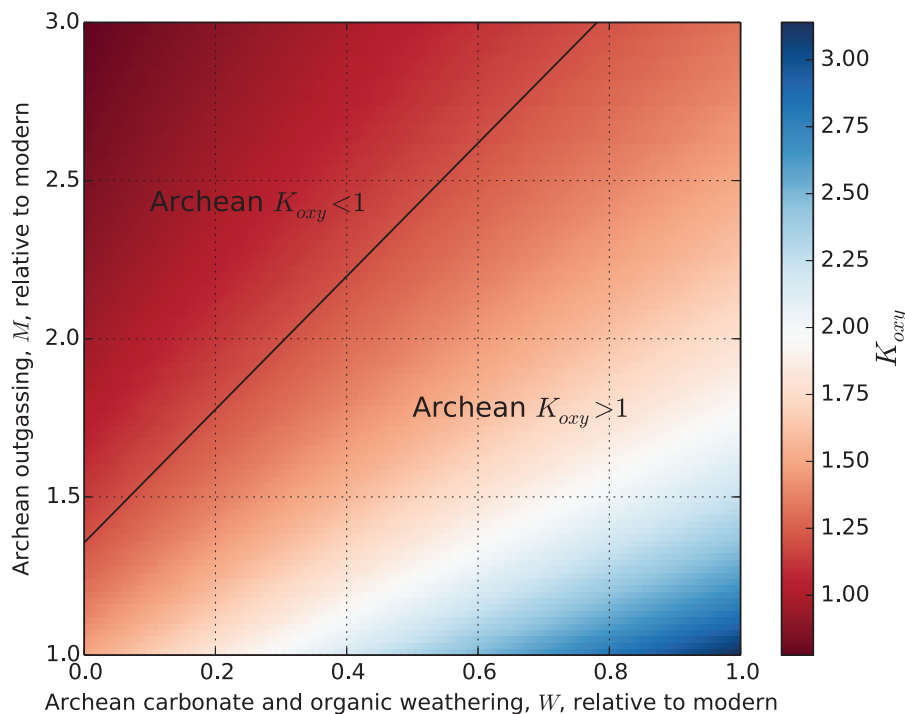 3.0
2.5
2.0
1.5
1.0
Archean outgassing, M, relative to modern
Archean K_oxy < 1
Archean K_oxy > 1
0.0 0.2 0.4 0.6 0.8 1.0
Archean carbonate and organic weathering, W, relative to modern
3.00
2.75
2.50
2.25
2.00
1.75
1.50
1.25
1.00
K_oxy